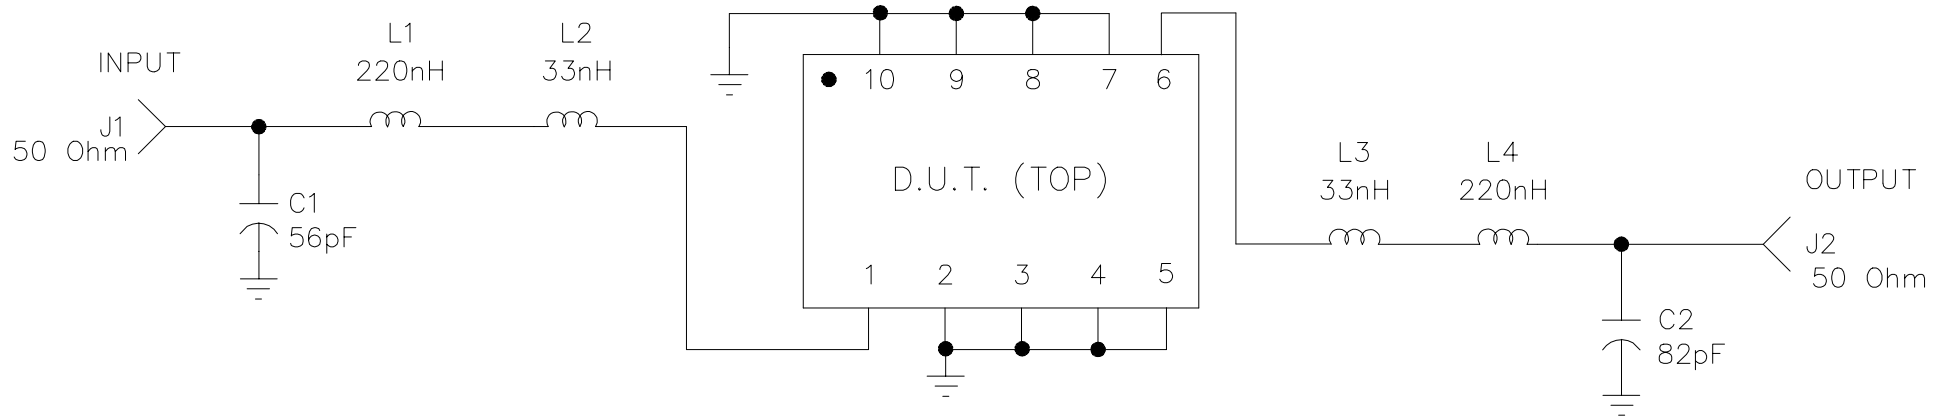 INPUT
J1
50 Ohm
L1
220nH
L2
33nH
C1
56pF
10 9 8 7 6
D.U.T. (TOP)
1 2 3 4 5
L3
33nH
L4
220nH
OUTPUT
J2
50 Ohm
C2
82pF